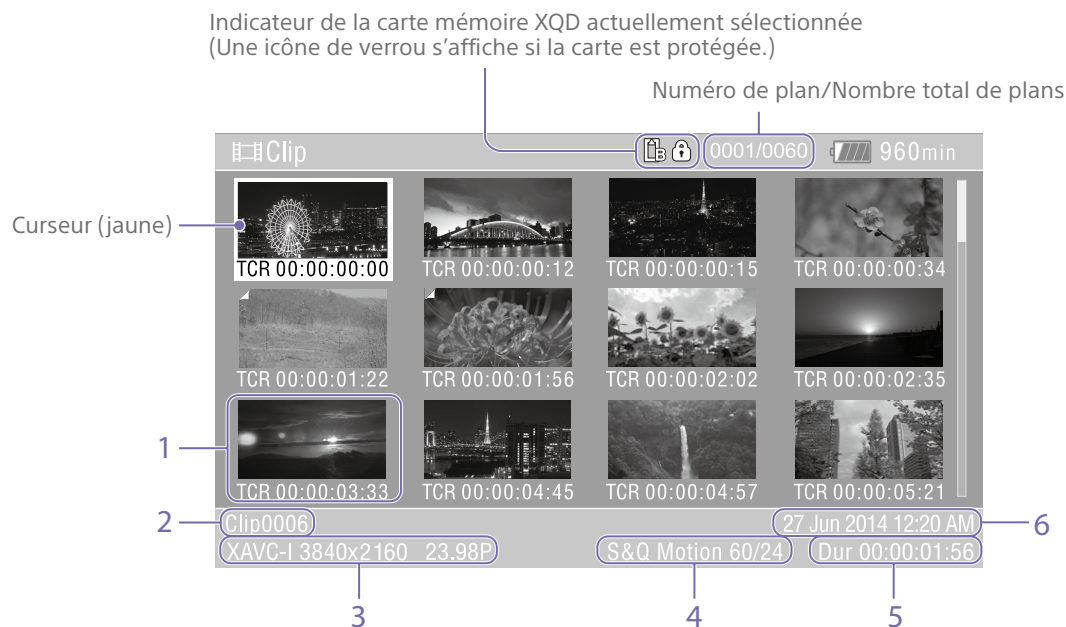 Indicateur de la carte mémoire XQD actuellement sélectionnée
(Une icône de verrou s’affiche si la carte est protégée.)
Numéro de plan/Nombre total de plans
Clip
B
0001/0060
960min
Curseur (jaune)
TCR 00:00:00:00
TCR 00:00:00:12
TCR 00:00:00:15
TCR 00:00:00:34
TCR 00:00:01:22
TCR 00:00:01:56
TCR 00:00:02:02
TCR 00:00:02:35
1
TCR 00:00:03:33
TCR 00:00:04:45
TCR 00:00:04:57
TCR 00:00:05:21
2
Clip0006
27 Jun 2014 12:20 AM
6
XAVC-I 3840x2160 23.98P
S&Q Motion 60/24
Dur 00:00:01:56
3
4
5